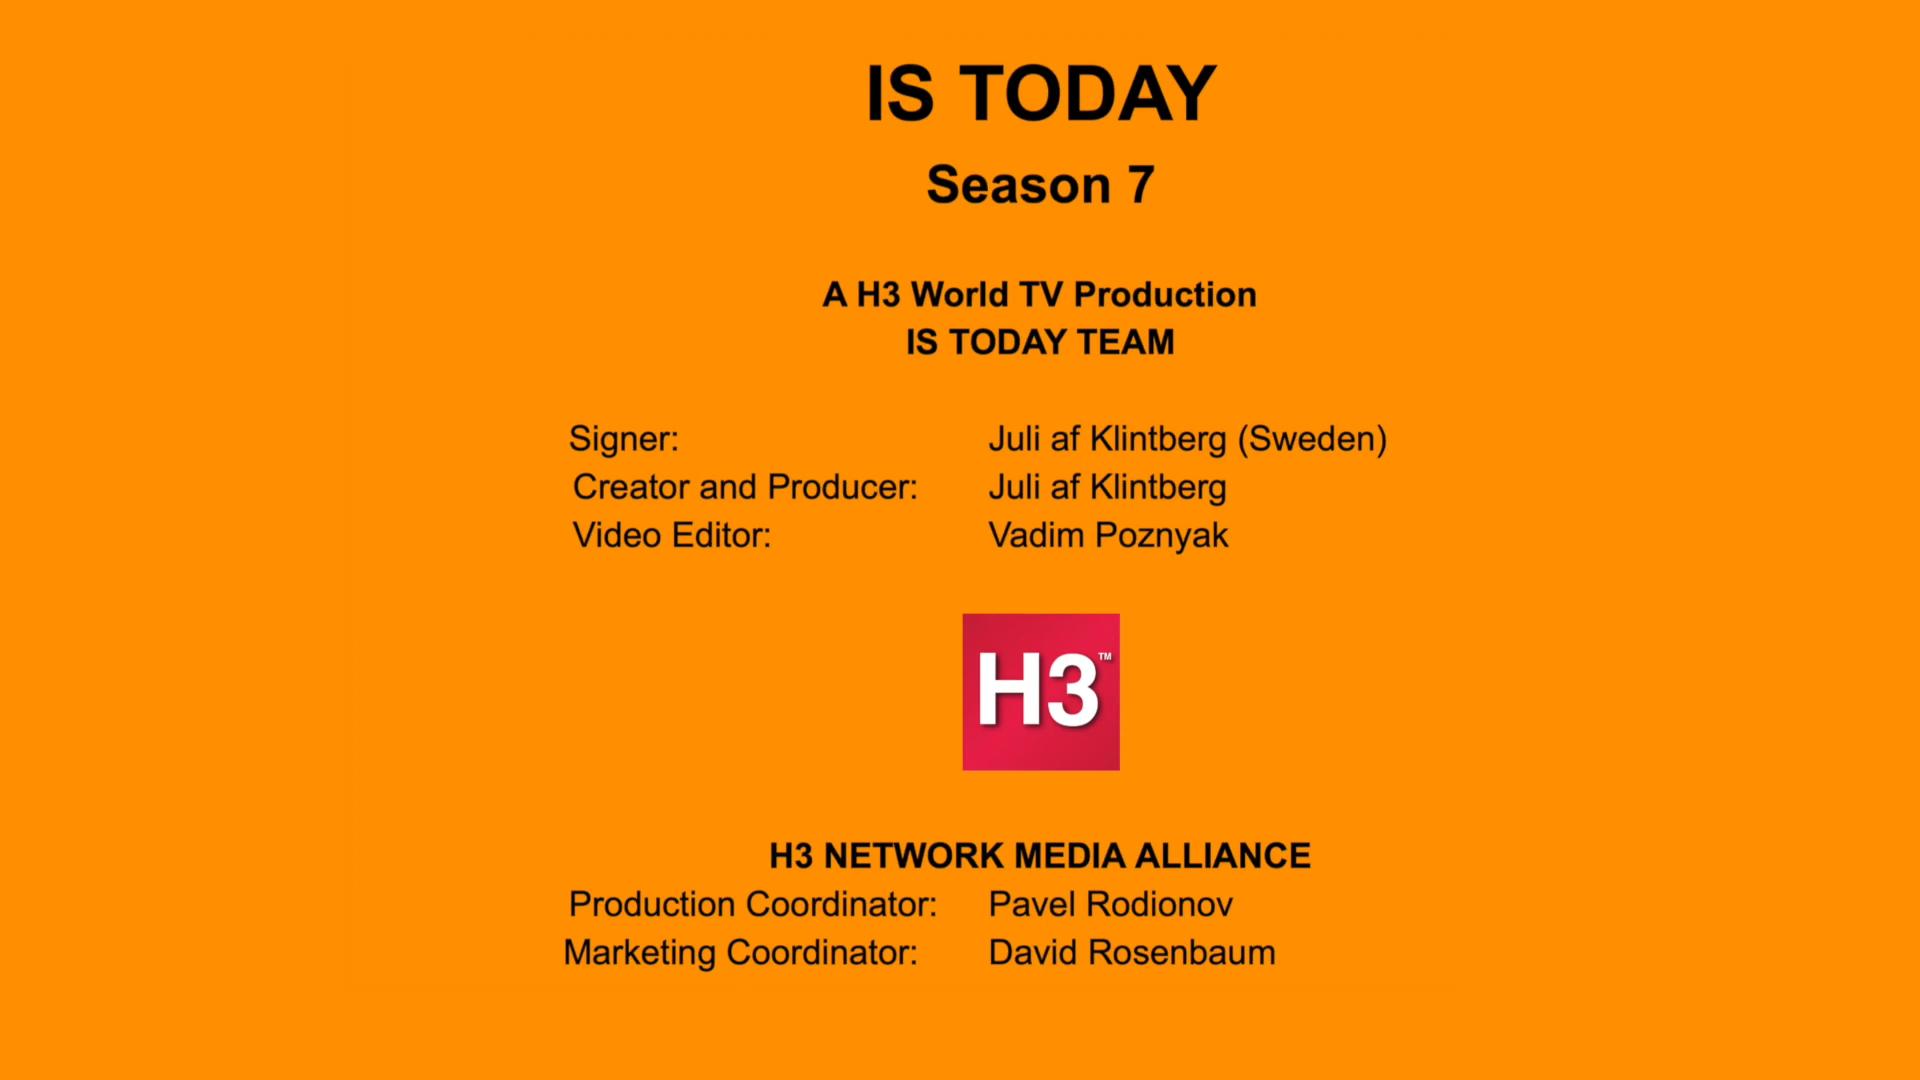 IS TODAY
Season 7
A H3 World TV Production
IS TODAY TEAM
Signer: Juli af Klintberg (Sweden)
Creator and Producer: Juli af Klintberg
Video Editor: Vadim Poznyak
H3™
H3 NETWORK MEDIA ALLIANCE
Production Coordinator: Pavel Rodionov
Marketing Coordinator: David Rosenbaum